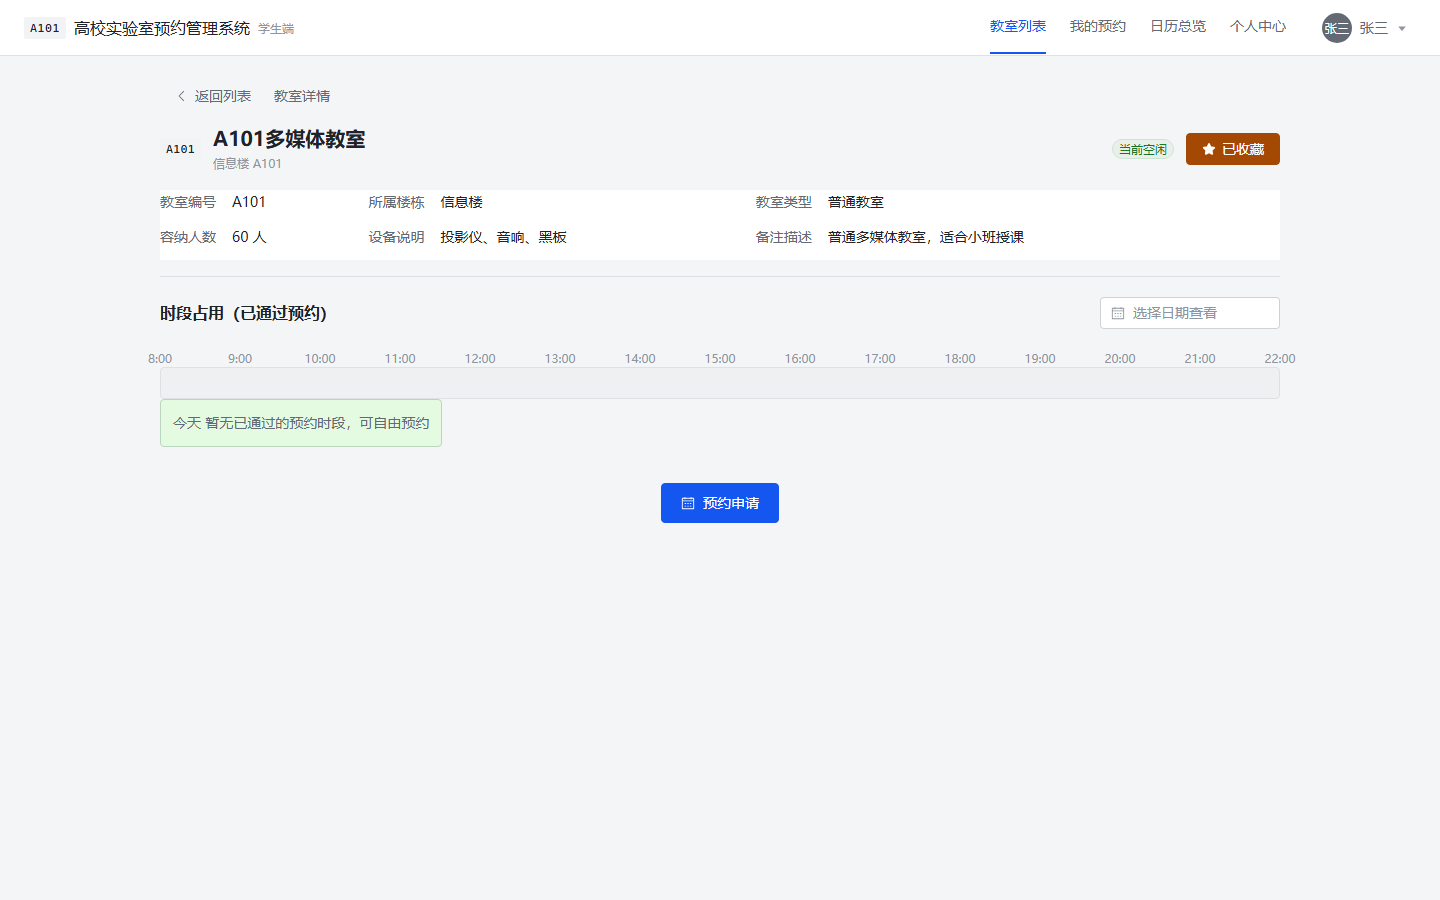 A101 高校实验室预约管理系统 学生端 教室列表 我的预约 日历总览 个人中心 张三 张三
返回列表 教室详情
A101 A101多媒体教室 当前空闲 已收藏
信息楼 A101
教室编号 A101 所属楼栋 信息楼 教室类型 普通教室
容纳人数 60 人 设备说明 投影仪、音响、黑板 备注描述 普通多媒体教室，适合小班授课
时段占用（已通过预约） 选择日期查看
8:00 9:00 10:00 11:00 12:00 13:00 14:00 15:00 16:00 17:00 18:00 19:00 20:00 21:00 22:00
今天 暂无已通过的预约时段，可自由预约
预约申请